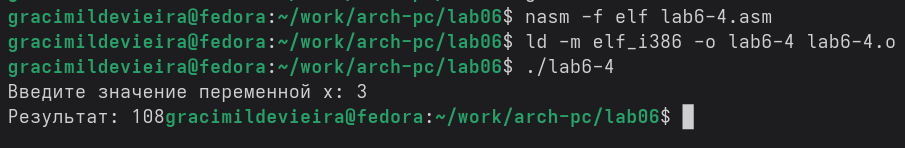 gracimildevieira@fedora:~/work/arch-pc/lab06$ nasm -f elf lab6-4.asm
gracimildevieira@fedora:~/work/arch-pc/lab06$ ld -m elf_i386 -o lab6-4 lab6-4.o
gracimildevieira@fedora:~/work/arch-pc/lab06$ ./lab6-4
Введите значение переменной x: 3
Результат: 108gracimildevieira@fedora:~/work/arch-pc/lab06$